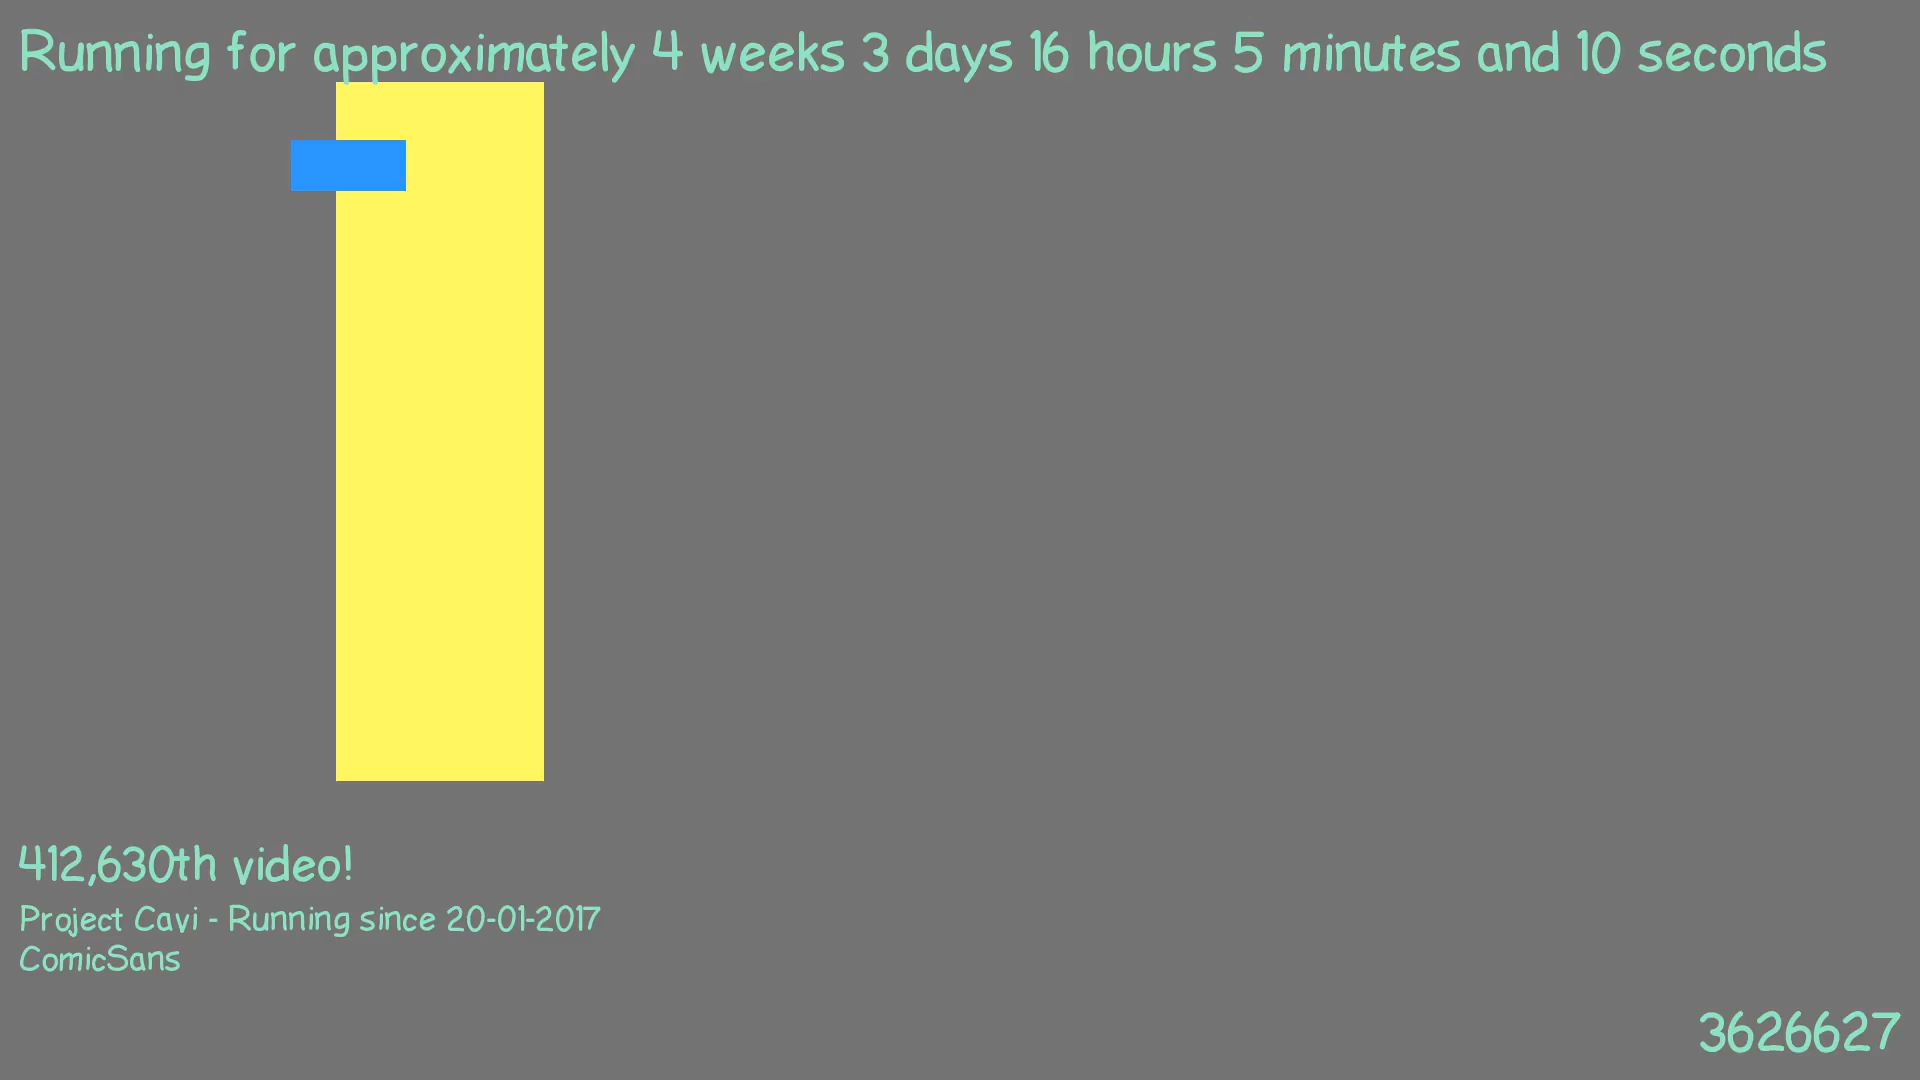 Running for approximately 4 weeks 3 days 16 hours 5 minutes and 10 seconds
412,630th video!
Project Cavi - Running since 20-01-2017
ComicSans
3626627